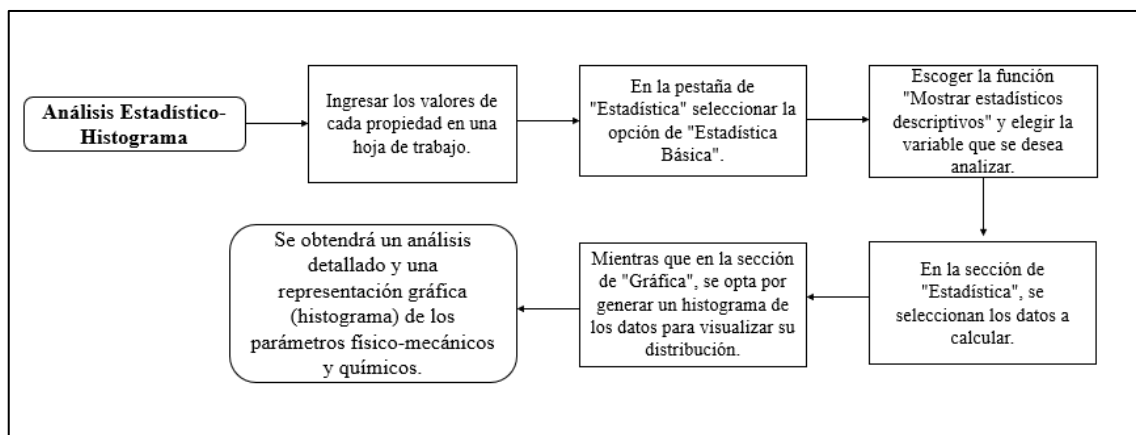 Análisis Estadístico-
Histograma
Ingresar los valores de
cada propiedad en una
hoja de trabajo.
En la pestaña de
"Estadística" seleccionar la
opción de "Estadística
Básica".
Escoger la función
"Mostrar estadísticos
descriptivos" y elegir la
variable que se desea
analizar.
En la sección de
"Estadística", se
seleccionan los datos a
calcular.
Mientras que en la sección
de "Gráfica", se opta por
generar un histograma de
los datos para visualizar su
distribución.
Se obtendrá un análisis
detallado y una
representación gráfica
(histograma) de los
parámetros físico-mecánicos
y químicos.